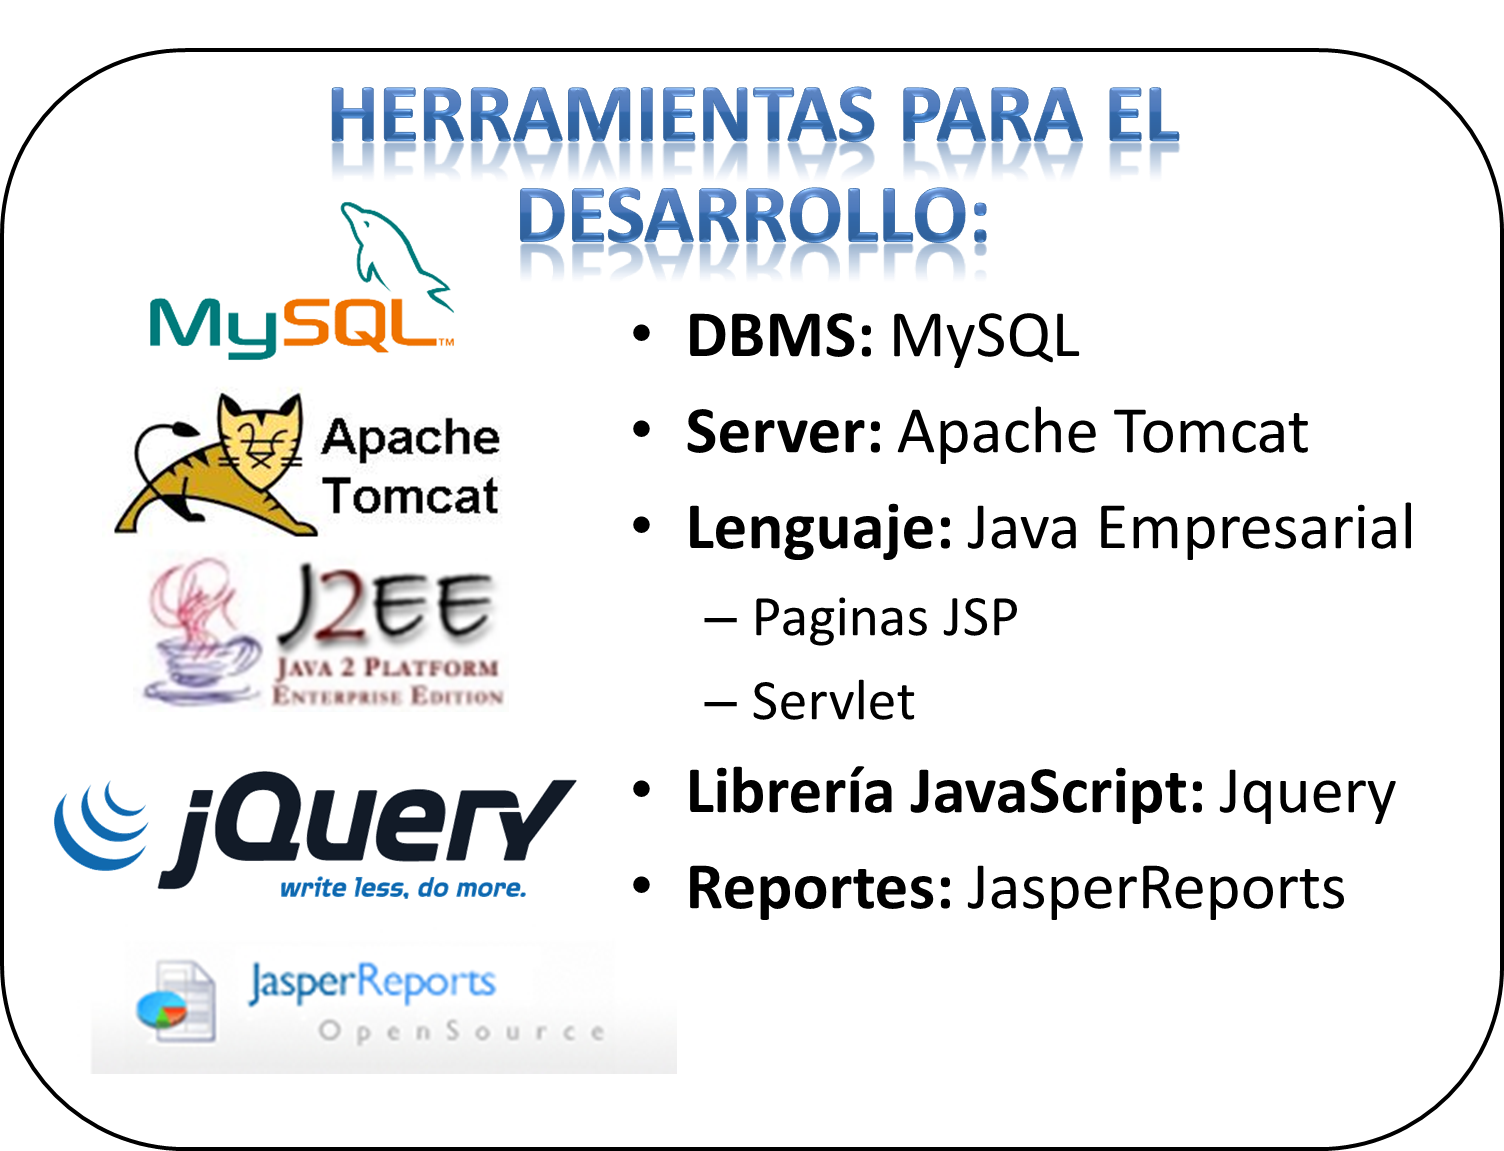 HERRAMIENTAS PARA EL
DESARROLLO:
MySQL™
Apache
Tomcat
J2EE
JAVA 2 PLATFORM
ENTERPRISE EDITION
jQuery
write less, do more.
JasperReports
OpenSource
• DBMS: MySQL
• Server: Apache Tomcat
• Lenguaje: Java Empresarial
– Paginas JSP
– Servlet
• Librería JavaScript: Jquery
• Reportes: JasperReports